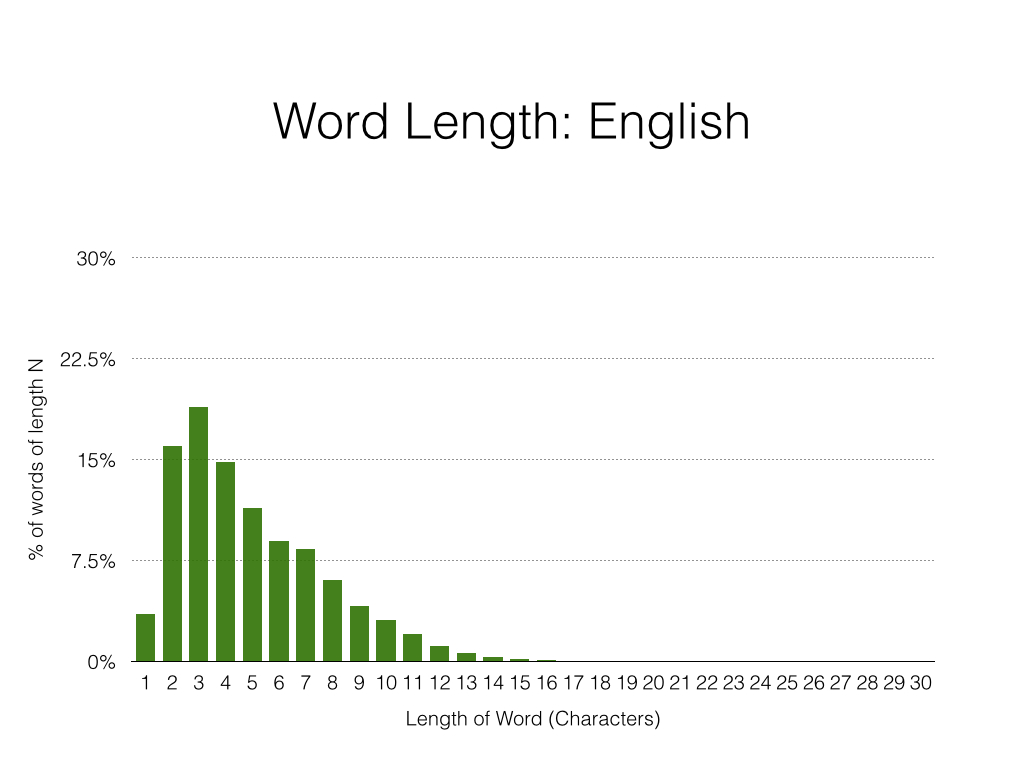 Word Length: English
30%
22.5%
15%
7.5%
0%
% of words of length N
1 2 3 4 5 6 7 8 9 10 11 12 13 14 15 16 17 18 19 20 21 22 23 24 25 26 27 28 29 30
Length of Word (Characters)